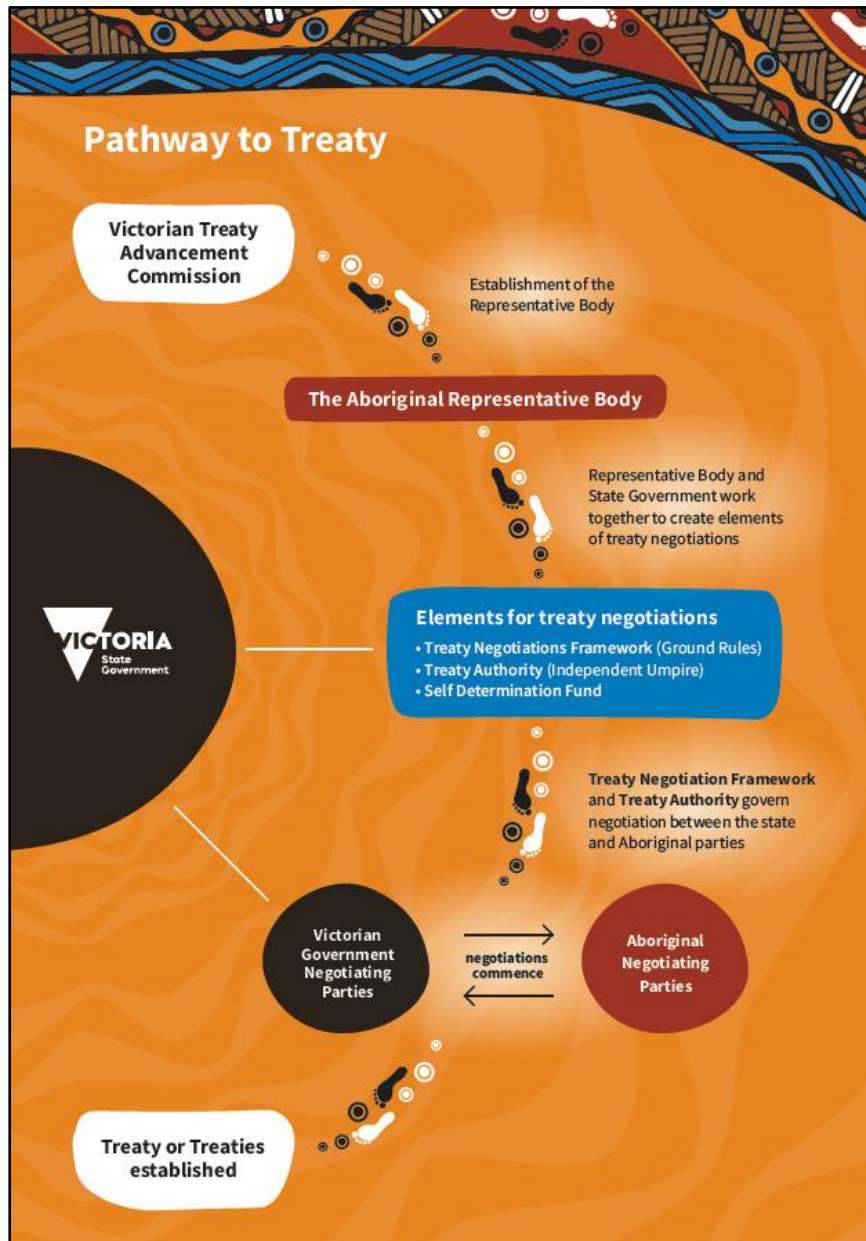 Pathway to Treaty
Victorian Treaty
Advancement
Commission
Establishment of the
Representative Body
The Aboriginal Representative Body
Representative Body and
State Government work
together to create elements
of treaty negotiations
VICTORIA
State
Government
Elements for treaty negotiations
• Treaty Negotiations Framework (Ground Rules)
• Treaty Authority (Independent Umpire)
• Self Determination Fund
Treaty Negotiation Framework
and Treaty Authority govern
negotiation between the state
and Aboriginal parties
Victorian
Government
Negotiating
Parties
negotiations
commence
Aboriginal
Negotiating
Parties
Treaty or Treaties
established